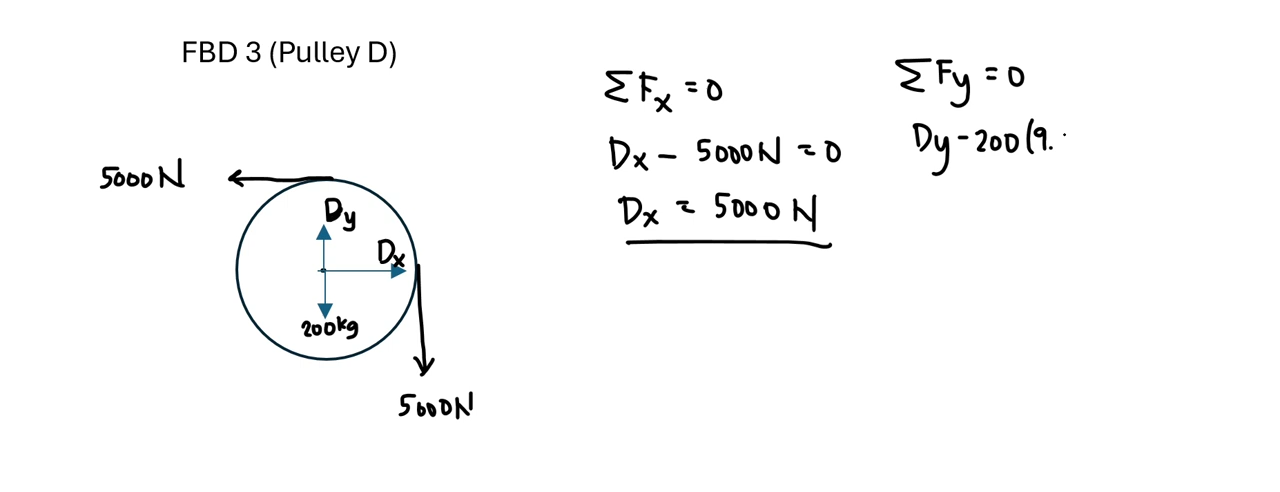 FBD 3 (Pulley D)
5000N
Dy
Dx
200kg
5000N
ΣFx = 0
Dx - 5000N = 0
Dx = 5000N
ΣFy = 0
Dy - 200(9.